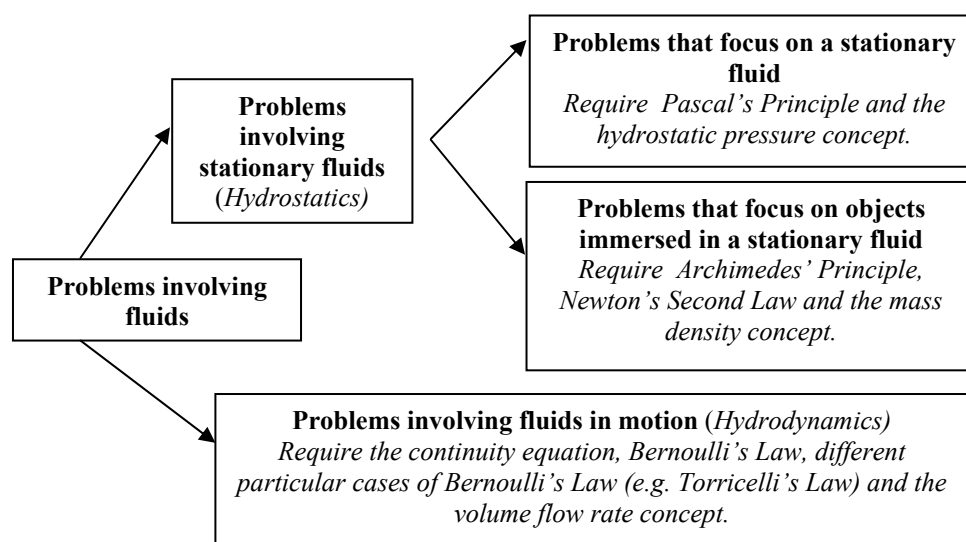 Problems involving
fluids
Problems
involving
stationary fluids
(Hydrostatics)
Problems that focus on a stationary
fluid
Require Pascal's Principle and the
hydrostatic pressure concept.
Problems that focus on objects
immersed in a stationary fluid
Require Archimedes' Principle,
Newton's Second Law and the mass
density concept.
Problems involving fluids in motion (Hydrodynamics)
Require the continuity equation, Bernoulli's Law, different
particular cases of Bernoulli's Law (e.g. Torricelli's Law) and the
volume flow rate concept.